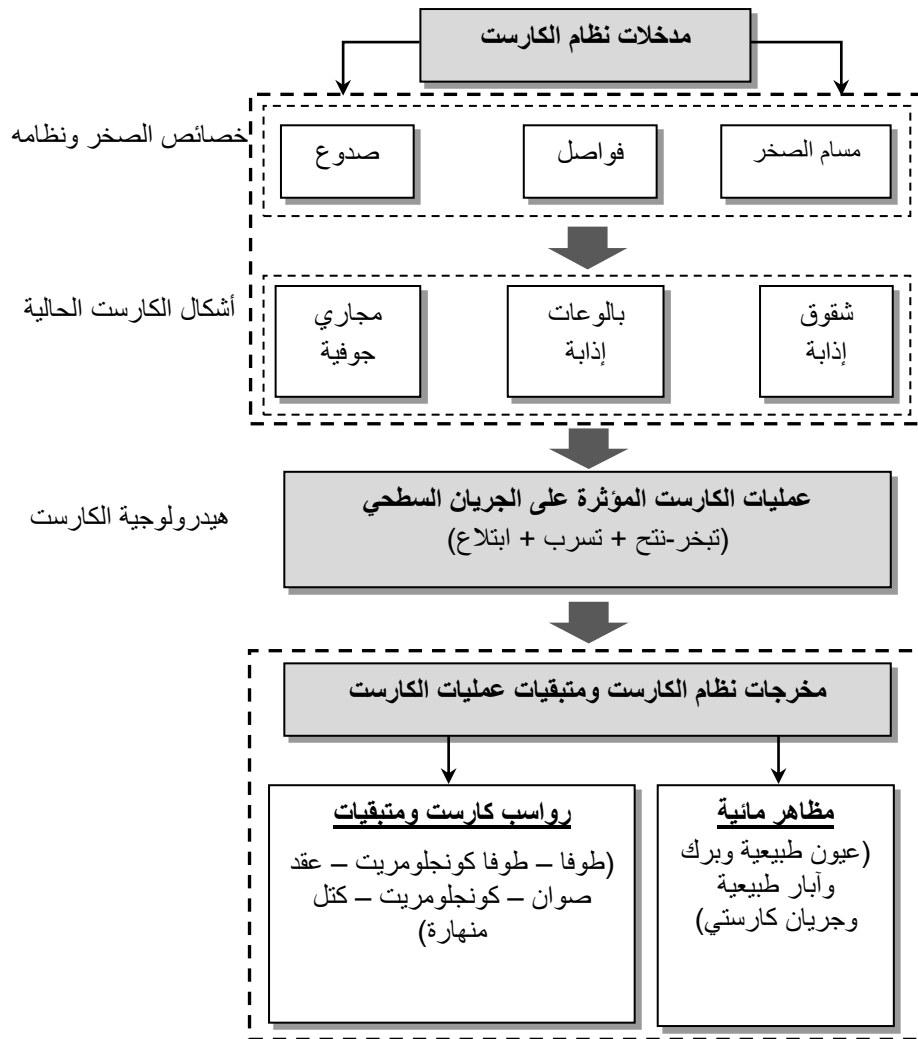 مدخلات نظام الكارست
خصائص الصخر ونظامه
مسام الصخر
فواصل
صدوع
أشكال الكارست الحالية
شقوق
إذابة
بالوعات
إذابة
مجاري
جوفية
هيدرولوجية الكارست
عمليات الكارست المؤثرة على الجريان السطحي
(تبخر-نتح + تسرب + ابتلاع)
مخرجات نظام الكارست ومتبقيات عمليات الكارست
مظاهر مائية
(عيون طبيعية وبرك
وآبار طبيعية
وجريان كارستي)
رواسب كارست ومتبقيات
(طوفا – طوفا كونجلومريت – عقد
صوان – كونجلومريت – كتل
منهارة)